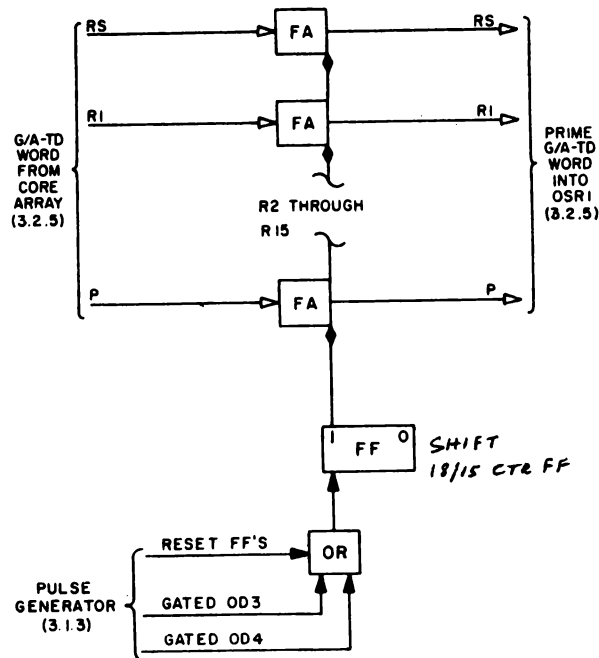 RS
FA
RS
R1
FA
R1
G/A-TD
WORD
FROM
CORE
ARRAY
(3.2.5)
PRIME
G/A-TD
WORD
INTO
OSR1
(3.2.5)
R2 THROUGH
R15
P
FA
P
1 FF 0
SHIFT
18/15 CTR FF
RESET FF'S
OR
PULSE
GENERATOR
(3.1.3)
GATED OD3
GATED OD4